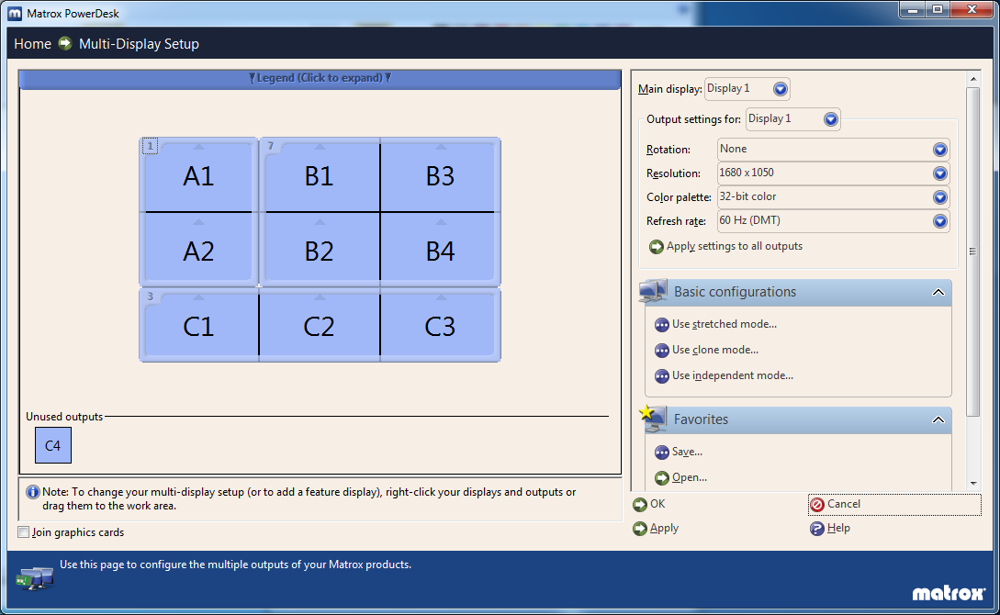 Matrox PowerDesk
Home Multi-Display Setup
Legend (Click to expand)
1 7
A1 B1 B3
A2 B2 B4
3
C1 C2 C3
Unused outputs
C4
Note: To change your multi-display setup (or to add a feature display), right-click your displays and outputs or
drag them to the work area.
Join graphics cards
Main display: Display 1
Output settings for: Display 1
Rotation: None
Resolution: 1680 x 1050
Color palette: 32-bit color
Refresh rate: 60 Hz (DMT)
Apply settings to all outputs
Basic configurations
Use stretched mode...
Use clone mode...
Use independent mode...
Favorites
Save...
Open...
OK Cancel
Apply Help
Use this page to configure the multiple outputs of your Matrox products.
matrox